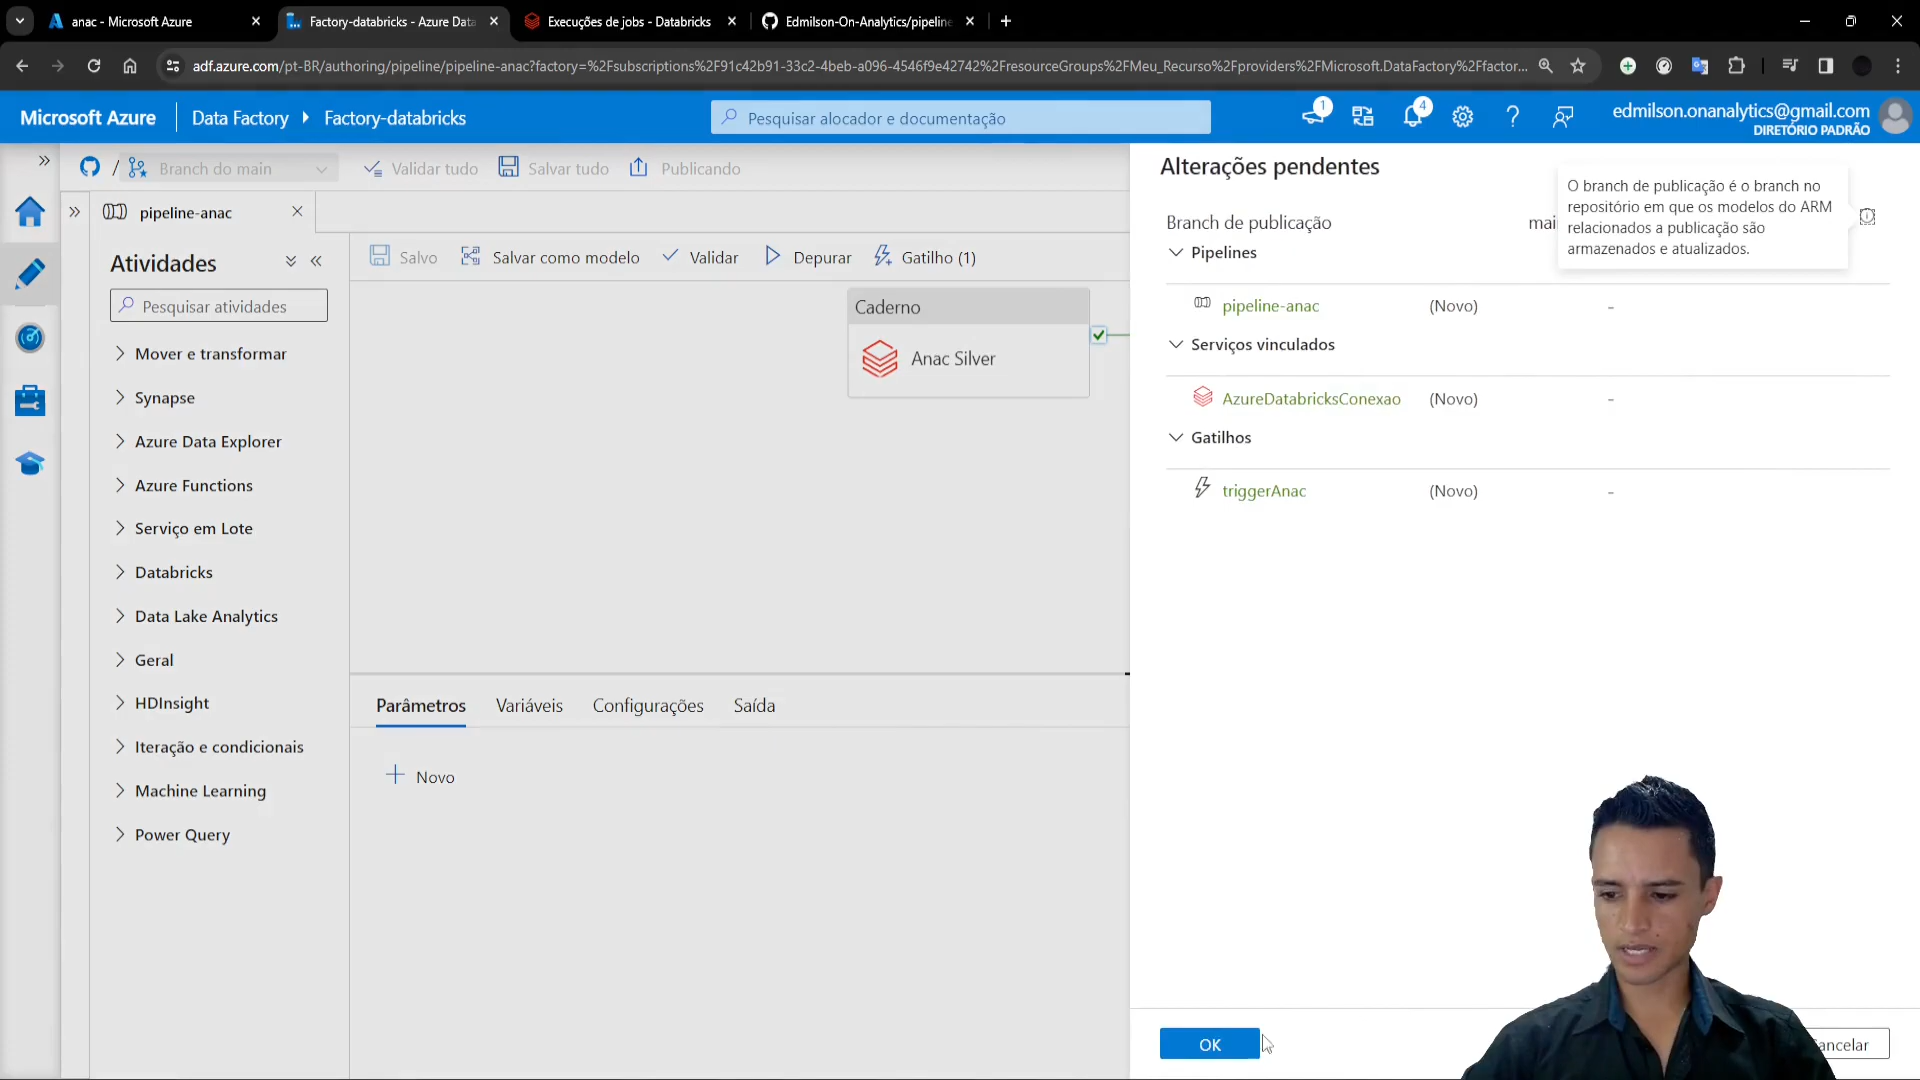 anac - Microsoft Azure
Factory-databricks - Azure Data
Execuções de jobs - Databricks
Edmilson-On-Analytics/pipeline
adf.azure.com/pt-BR/authoring/pipeline/pipeline-anac?factory=%2Fsubscriptions%2F91c42b91-33c2-4beb-a096-4546f9e42742%2FresourceGroups%2FMeu_Recurso%2Fproviders%2FMicrosoft.DataFactory%2Ffactor...
Microsoft Azure
Data Factory
Factory-databricks
Pesquisar alocador e documentação
1
4
edmilson.onanalytics@gmail.com
DIRETÓRIO PADRÃO
/ Branch do main
Validar tudo
Salvar tudo
Publicando
pipeline-anac
Atividades
Pesquisar atividades
Mover e transformar
Synapse
Azure Data Explorer
Azure Functions
Serviço em Lote
Databricks
Data Lake Analytics
Geral
HDInsight
Iteração e condicionais
Machine Learning
Power Query
Salvo
Salvar como modelo
Validar
Depurar
Gatilho (1)
Caderno
Anac Silver
Parâmetros
Variáveis
Configurações
Saída
Novo
Alterações pendentes
Branch de publicação
O branch de publicação é o branch no
repositório em que os modelos do ARM
relacionados a publicação são
armazenados e atualizados.
Pipelines
pipeline-anac (Novo) -
Serviços vinculados
AzureDatabricksConexao (Novo) -
Gatilhos
triggerAnac (Novo) -
OK